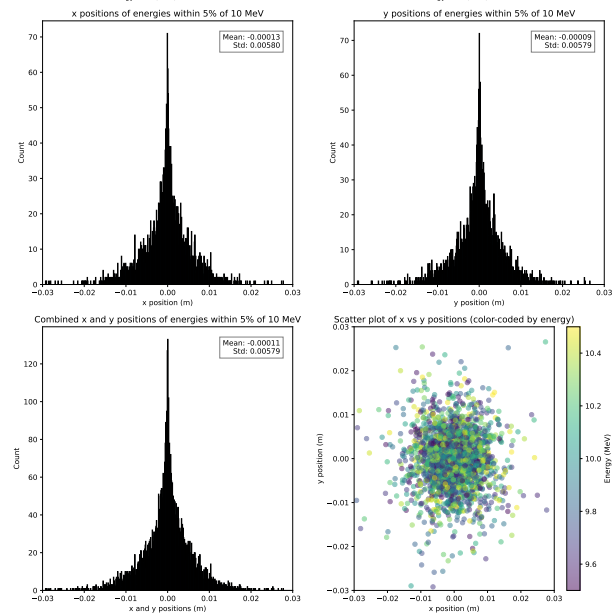 x positions of energies within 5% of 10 MeV
Mean: -0.00013
Std: 0.00580
70
60
50
40
30
20
10
0
Count
−0.03 −0.02 −0.01 0.00 0.01 0.02 0.03
x position (m)
y positions of energies within 5% of 10 MeV
Mean: -0.00009
Std: 0.00579
70
60
50
40
30
20
10
0
Count
−0.03 −0.02 −0.01 0.00 0.01 0.02 0.03
y position (m)
Combined x and y positions of energies within 5% of 10 MeV
Mean: -0.00011
Std: 0.00579
120
100
80
60
40
20
0
Count
−0.03 −0.02 −0.01 0.00 0.01 0.02 0.03
x and y positions (m)
Scatter plot of x vs y positions (color-coded by energy)
0.03
0.02
0.01
0.00
−0.01
−0.02
−0.03
y position (m)
−0.03 −0.02 −0.01 0.00 0.01 0.02 0.03
x position (m)
10.4
10.2
10.0
9.8
9.6
Energy (MeV)